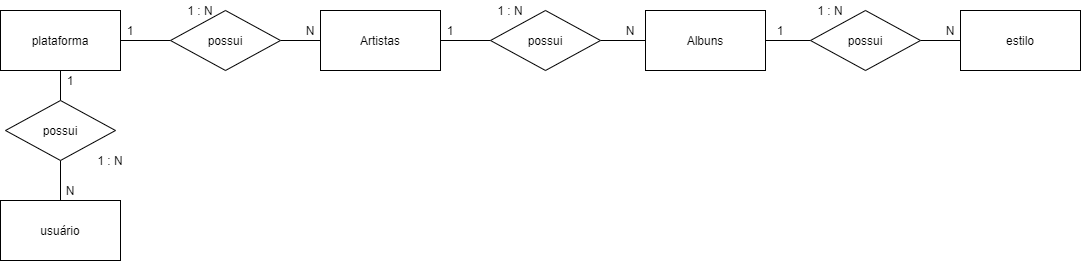 1 : N
1 : N
1 : N
plataforma
1
possui
N
Artistas
1
possui
N
Albuns
1
possui
N
estilo
1
possui
1 : N
N
usuário